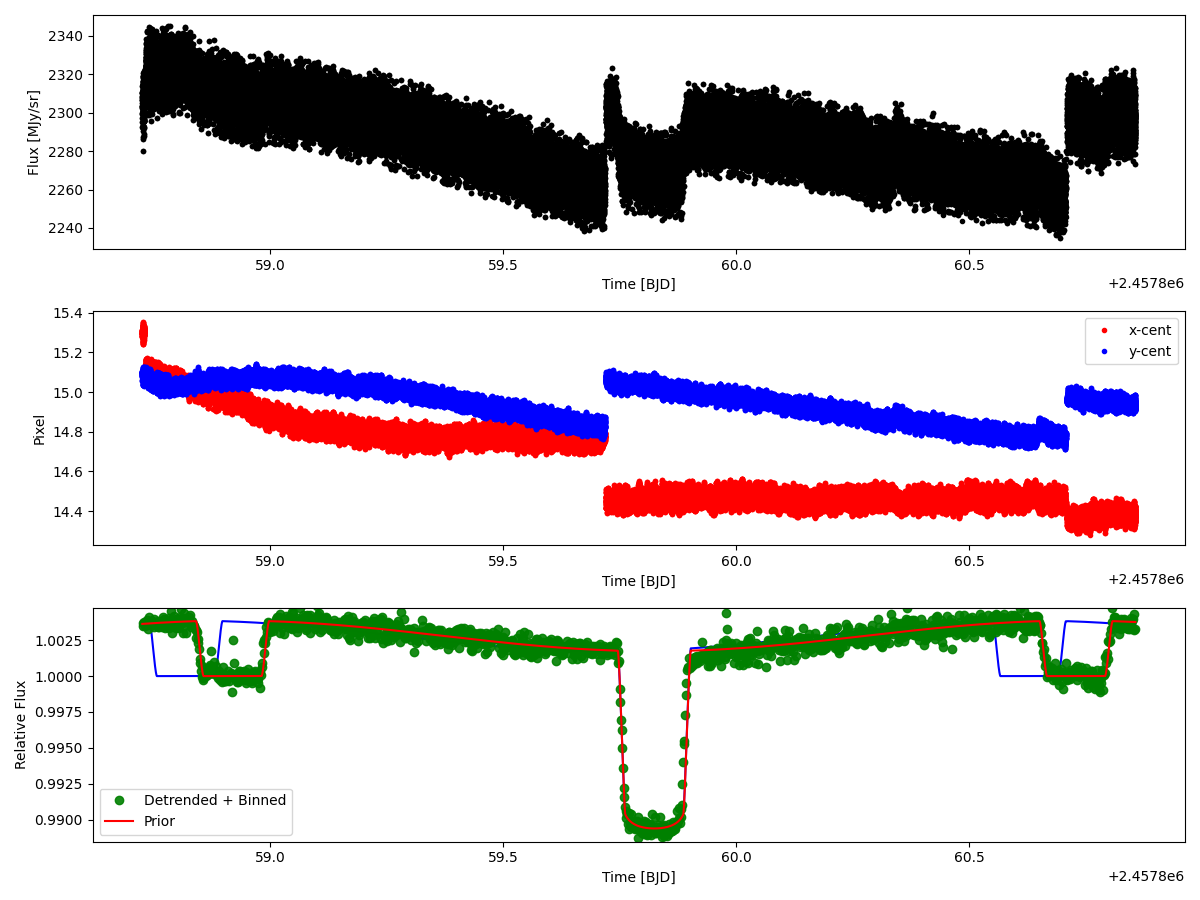 2340
2320
2300
2280
2260
2240
Flux [MJy/sr]
59.0 59.5 60.0 60.5
Time [BJD]
+2.4578e6
15.4
15.2
15.0
14.8
14.6
14.4
Pixel
x-cent
y-cent
59.0 59.5 60.0 60.5
Time [BJD]
+2.4578e6
1.0025
1.0000
0.9975
0.9950
0.9925
0.9900
Relative Flux
Detrended + Binned
Prior
59.0 59.5 60.0 60.5
Time [BJD]
+2.4578e6